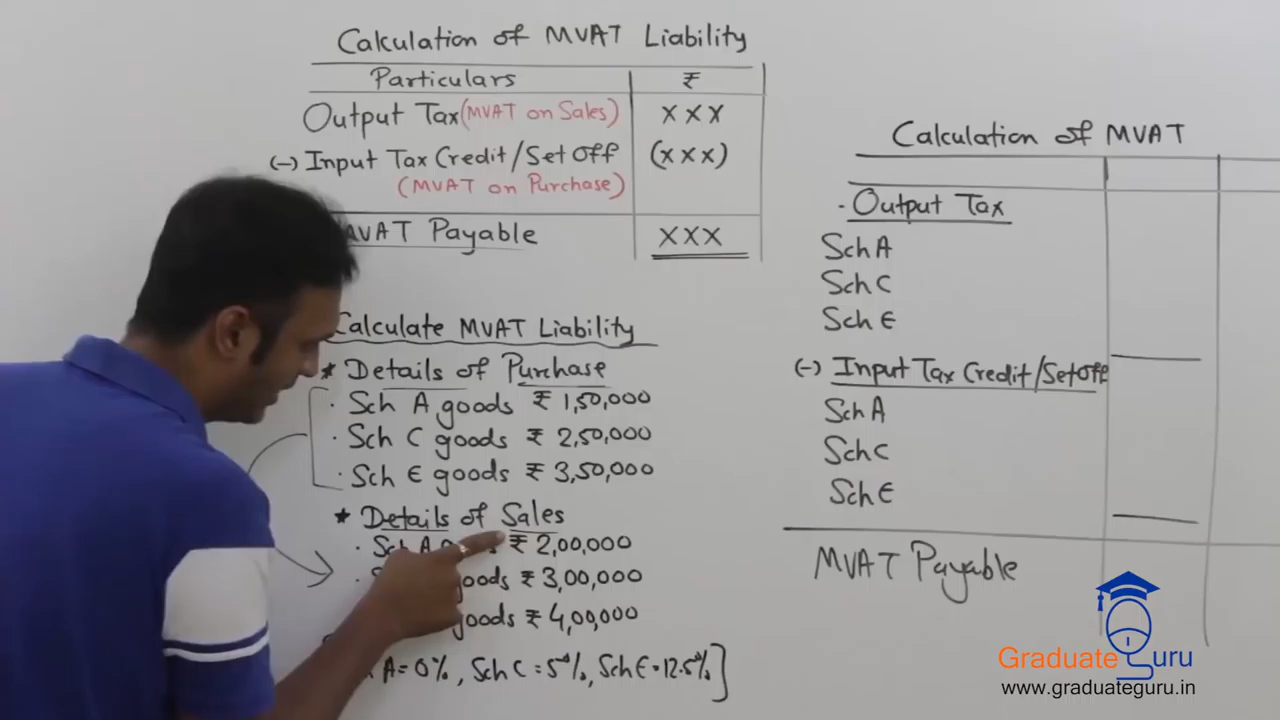 Calculation of MVAT Liability
Particulars ₹
Output Tax (MVAT on Sales) XXX
(-) Input Tax Credit/Set Off (XXX)
(MVAT on Purchase)
MVAT Payable XXX
Calculate MVAT Liability
* Details of Purchase
· Sch A goods ₹ 1,50,000
· Sch C goods ₹ 2,50,000
· Sch E goods ₹ 3,50,000
* Details of Sales
· Sch A ₹ 2,00,000
· goods ₹ 3,00,000
goods ₹ 4,00,000
A = 0%, Sch C = 5%, Sch E = 12.5%]
Calculation of MVAT
· Output Tax
Sch A
Sch C
Sch E
(-) Input Tax Credit/Set Off
Sch A
Sch C
Sch E
MVAT Payable
Graduate Guru
www.graduateguru.in